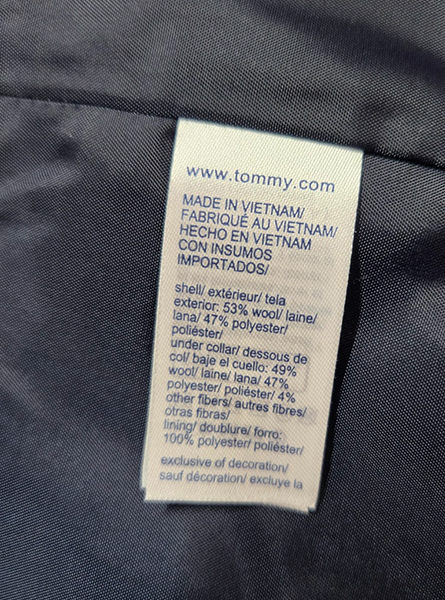 www.tommy.com
MADE IN VIETNAM/
FABRIQUÉ AU VIETNAM/
HECHO EN VIETNAM
CON INSUMOS
IMPORTADOS/
shell/ extérieur/ tela
exterior: 53% wool/ laine/
lana/ 47% polyester/
poliéster/
under collar/ dessous de
col/ baje el cuello: 49%
wool/ laine/ lana/ 47%
polyester/ poliéster/ 4%
other fibers/ autres fibres/
otras fibras/
lining/ doublure/ forro:
100% polyester/ poliéster/
exclusive of decoration/
sauf décoration/ excluye la